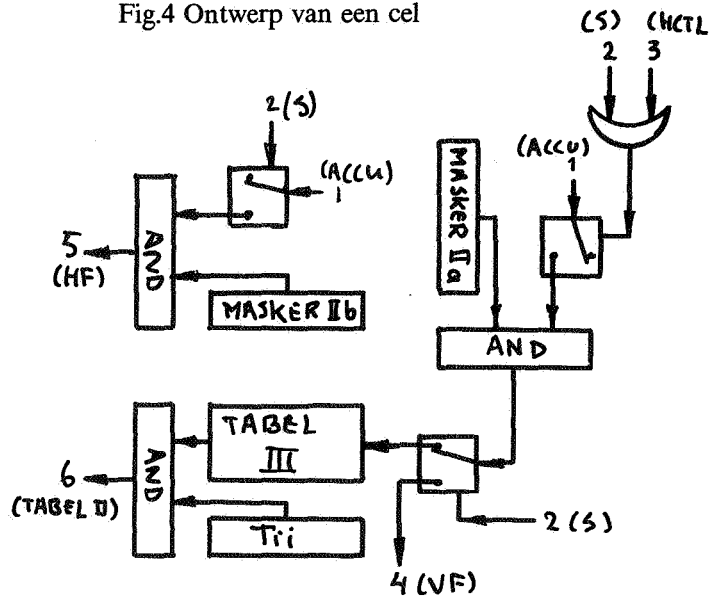 Fig.4 Ontwerp van een cel
(S) (HCTL
2 3
2(S)
(ACCU)
1
(ACCU)
1
MASKER IIa
AND
5
(HF)
MASKER IIb
AND
AND
TABEL
III
6
(TABEL II)
Tii
2(S)
4(VF)